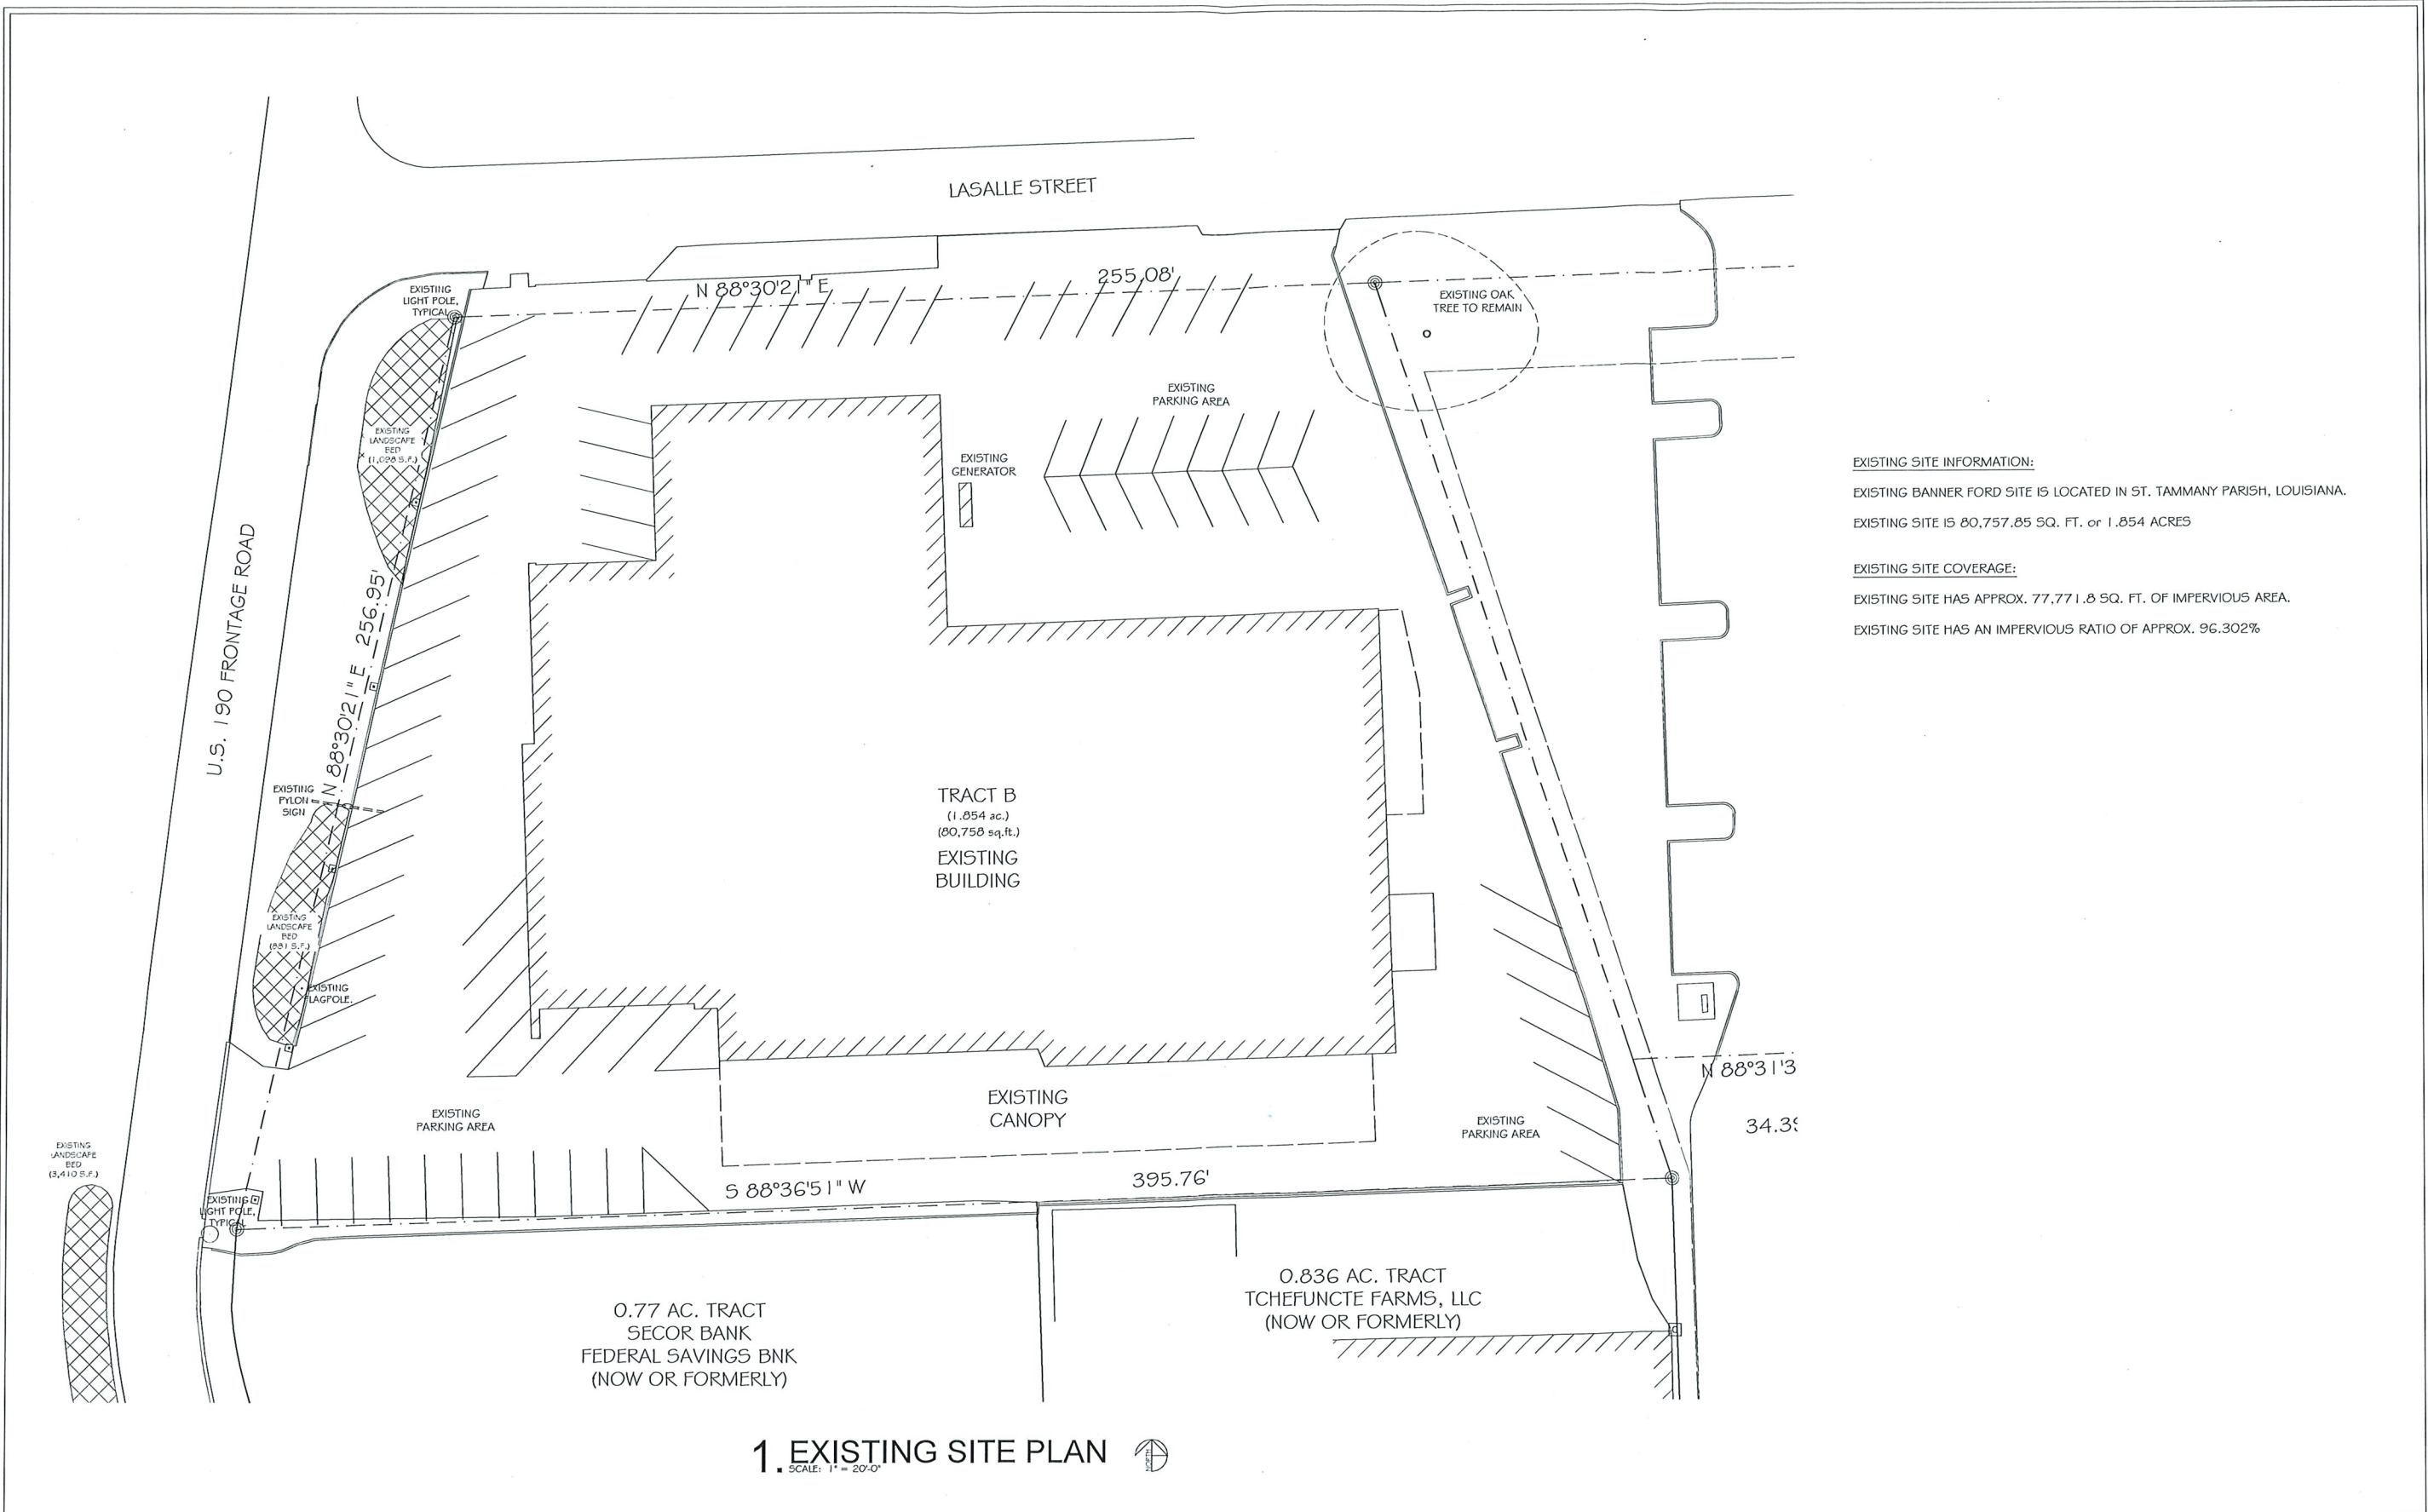 LASALLE STREET
EXISTING
LIGHT POLE,
TYPICAL
N 88°30'21" E
255.08'
EXISTING OAK
TREE TO REMAIN
EXISTING
PARKING AREA
EXISTING
LANDSCAPE
BED
(1,098 S.F.)
EXISTING
GENERATOR
U.S. 190 FRONTAGE ROAD
N 88°30'21" E 256.95'
EXISTING
PYLON
SIGN
TRACT B
(1.854 ac.)
(80,758 sq.ft.)
EXISTING
BUILDING
EXISTING
LANDSCAPE
BED
(881 S.F.)
EXISTING
FLAGPOLE.
EXISTING
PARKING AREA
EXISTING
CANOPY
EXISTING
PARKING AREA
N 88°31'3
34.39
EXISTING
LANDSCAPE
BED
(3,410 S.F.)
EXISTING
LIGHT POLE,
TYPICAL
S 88°36'51" W
395.76'
0.77 AC. TRACT
SECOR BANK
FEDERAL SAVINGS BNK
(NOW OR FORMERLY)
0.836 AC. TRACT
TCHEFUNCTE FARMS, LLC
(NOW OR FORMERLY)
EXISTING SITE INFORMATION:
EXISTING BANNER FORD SITE IS LOCATED IN ST. TAMMANY PARISH, LOUISIANA.
EXISTING SITE IS 80,757.85 SQ. FT. or 1.854 ACRES
EXISTING SITE COVERAGE:
EXISTING SITE HAS APPROX. 77,771.8 SQ. FT. OF IMPERVIOUS AREA.
EXISTING SITE HAS AN IMPERVIOUS RATIO OF APPROX. 96.302%
1. EXISTING SITE PLAN
SCALE: 1" = 20'-0"
NORTH